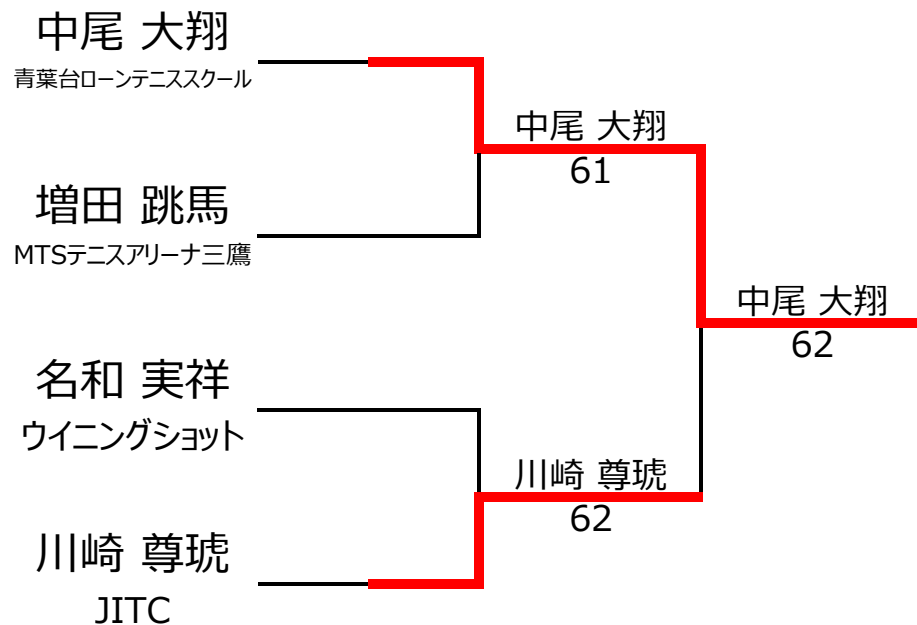 中尾 大翔
青葉台ローンテニススクール
増田 跳馬
MTSテニスアリーナ三鷹
名和 実祥
ウイニングショット
川崎 尊琥
JITC
中尾 大翔
61
川崎 尊琥
62
中尾 大翔
62